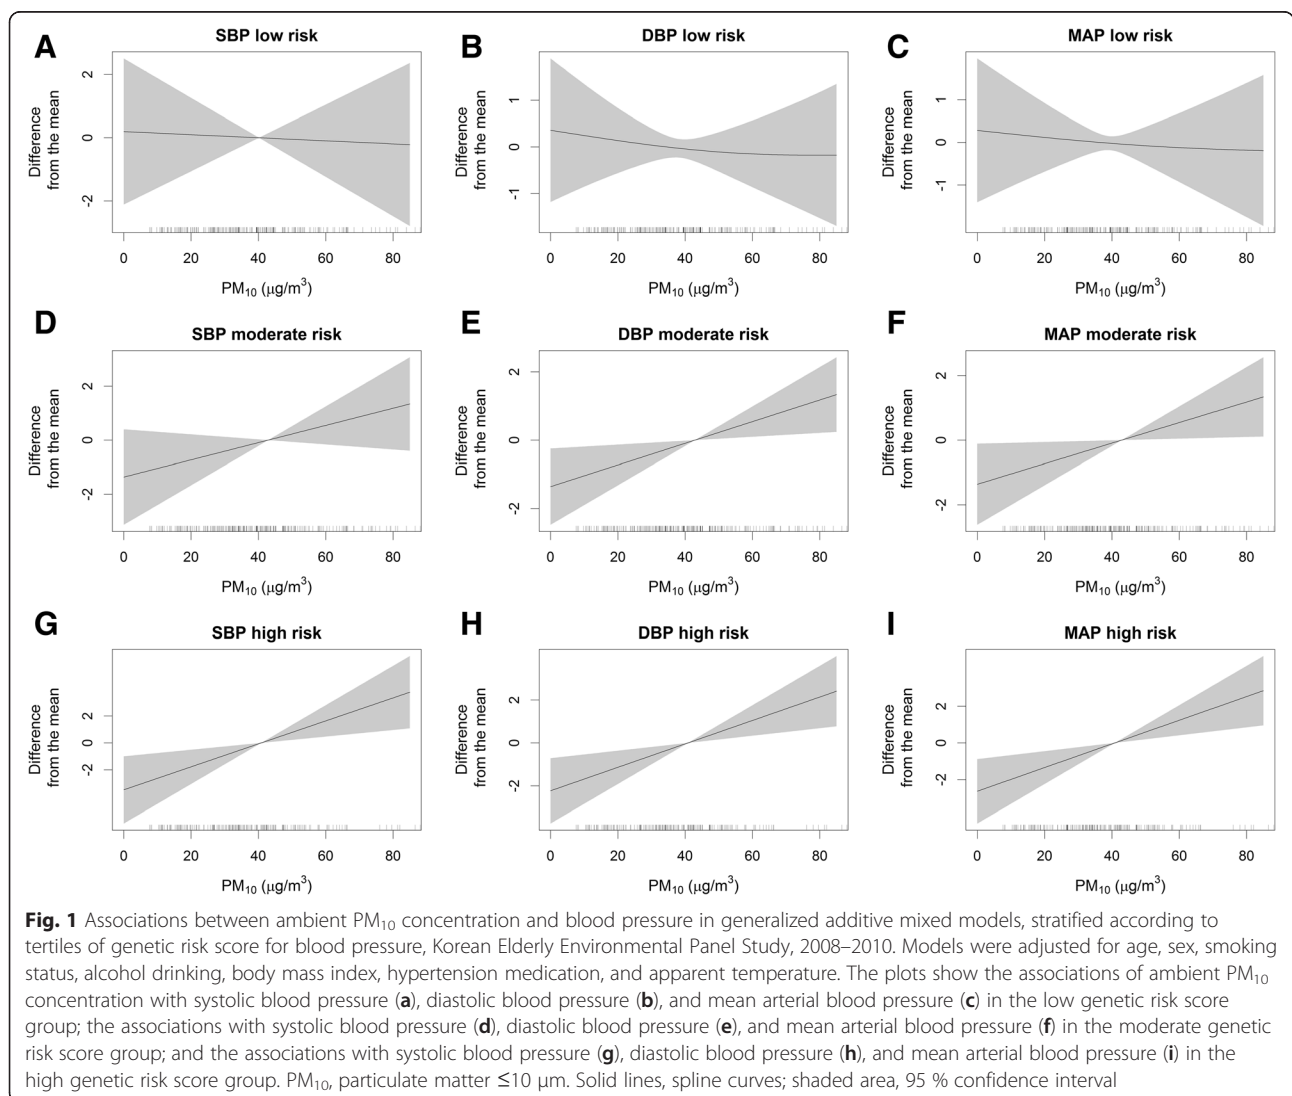 A
SBP low risk
Difference
from the mean
2
0
-2
0 20 40 60 80
PM10 (μg/m3)
B
DBP low risk
Difference
from the mean
1
0
-1
0 20 40 60 80
PM10 (μg/m3)
C
MAP low risk
Difference
from the mean
1
0
-1
0 20 40 60 80
PM10 (μg/m3)
D
SBP moderate risk
Difference
from the mean
2
0
-2
0 20 40 60 80
PM10 (μg/m3)
E
DBP moderate risk
Difference
from the mean
2
0
-2
0 20 40 60 80
PM10 (μg/m3)
F
MAP moderate risk
Difference
from the mean
2
0
-2
0 20 40 60 80
PM10 (μg/m3)
G
SBP high risk
Difference
from the mean
2
0
-2
0 20 40 60 80
PM10 (μg/m3)
H
DBP high risk
Difference
from the mean
2
0
-2
0 20 40 60 80
PM10 (μg/m3)
I
MAP high risk
Difference
from the mean
2
0
-2
0 20 40 60 80
PM10 (μg/m3)
Fig. 1 Associations between ambient PM10 concentration and blood pressure in generalized additive mixed models, stratified according to
tertiles of genetic risk score for blood pressure, Korean Elderly Environmental Panel Study, 2008–2010. Models were adjusted for age, sex, smoking
status, alcohol drinking, body mass index, hypertension medication, and apparent temperature. The plots show the associations of ambient PM10
concentration with systolic blood pressure (a), diastolic blood pressure (b), and mean arterial blood pressure (c) in the low genetic risk score
group; the associations with systolic blood pressure (d), diastolic blood pressure (e), and mean arterial blood pressure (f) in the moderate genetic
risk score group; and the associations with systolic blood pressure (g), diastolic blood pressure (h), and mean arterial blood pressure (i) in the
high genetic risk score group. PM10, particulate matter ≤10 μm. Solid lines, spline curves; shaded area, 95 % confidence interval